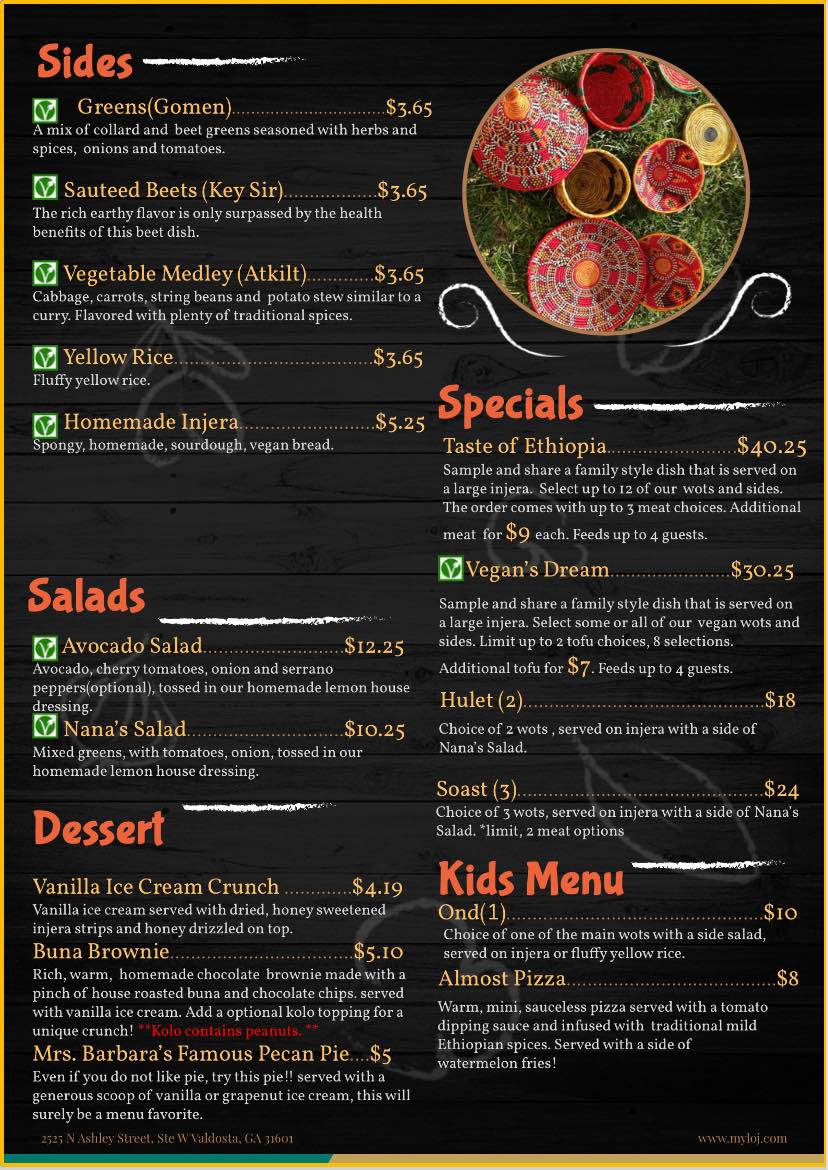 Sides
Greens(Gomen)................................$3.65
A mix of collard and beet greens seasoned with herbs and
spices, onions and tomatoes.
Sauteed Beets (Key Sir)...................$3.65
The rich earthy flavor is only surpassed by the health
benefits of this beet dish.
Vegetable Medley (Atkilt).............$3.65
Cabbage, carrots, string beans and potato stew similar to a
curry. Flavored with plenty of traditional spices.
Yellow Rice.........................................$3.65
Fluffy yellow rice.
Homemade Injera............................$5.25
Spongy, homemade, sourdough, vegan bread.
Salads
Avocado Salad.............................$12.25
Avocado, cherry tomatoes, onion and serrano
peppers(optional), tossed in our homemade lemon house
dressing.
Nana's Salad.................................$10.25
Mixed greens, with tomatoes, onion, tossed in our
homemade lemon house dressing.
Dessert
Vanilla Ice Cream Crunch ..............$4.19
Vanilla ice cream served with dried, honey sweetened
injera strips and honey drizzled on top.
Buna Brownie.......................................$5.10
Rich, warm, homemade chocolate brownie made with a
pinch of house roasted buna and chocolate chips. served
with vanilla ice cream. Add a optional kolo topping for a
unique crunch! **Kolo contains peanuts. **
Mrs. Barbara's Famous Pecan Pie....$5
Even if you do not like pie, try this pie!! served with a
generous scoop of vanilla or grapenut ice cream, this will
surely be a menu favorite.
Specials
Taste of Ethiopia...........................$40.25
Sample and share a family style dish that is served on
a large injera. Select up to 12 of our wots and sides.
The order comes with up to 3 meat choices. Additional
meat for $9 each. Feeds up to 4 guests.
Vegan's Dream.........................$30.25
Sample and share a family style dish that is served on
a large injera. Select some or all of our vegan wots and
sides. Limit up to 2 tofu choices, 8 selections.
Additional tofu for $7. Feeds up to 4 guests.
Hulet (2).................................................$18
Choice of 2 wots , served on injera with a side of
Nana's Salad.
Soast (3)..................................................$24
Choice of 3 wots, served on injera with a side of Nana's
Salad. *limit, 2 meat options
Kids Menu
Ond(1)....................................................$10
Choice of one of the main wots with a side salad,
served on injera or fluffy yellow rice.
Almost Pizza...........................................$8
Warm, mini, sauceless pizza served with a tomato
dipping sauce and infused with traditional mild
Ethiopian spices. Served with a side of
watermelon fries!
2525 N Ashley Street, Ste W Valdosta, GA 31601
www.myloj.com